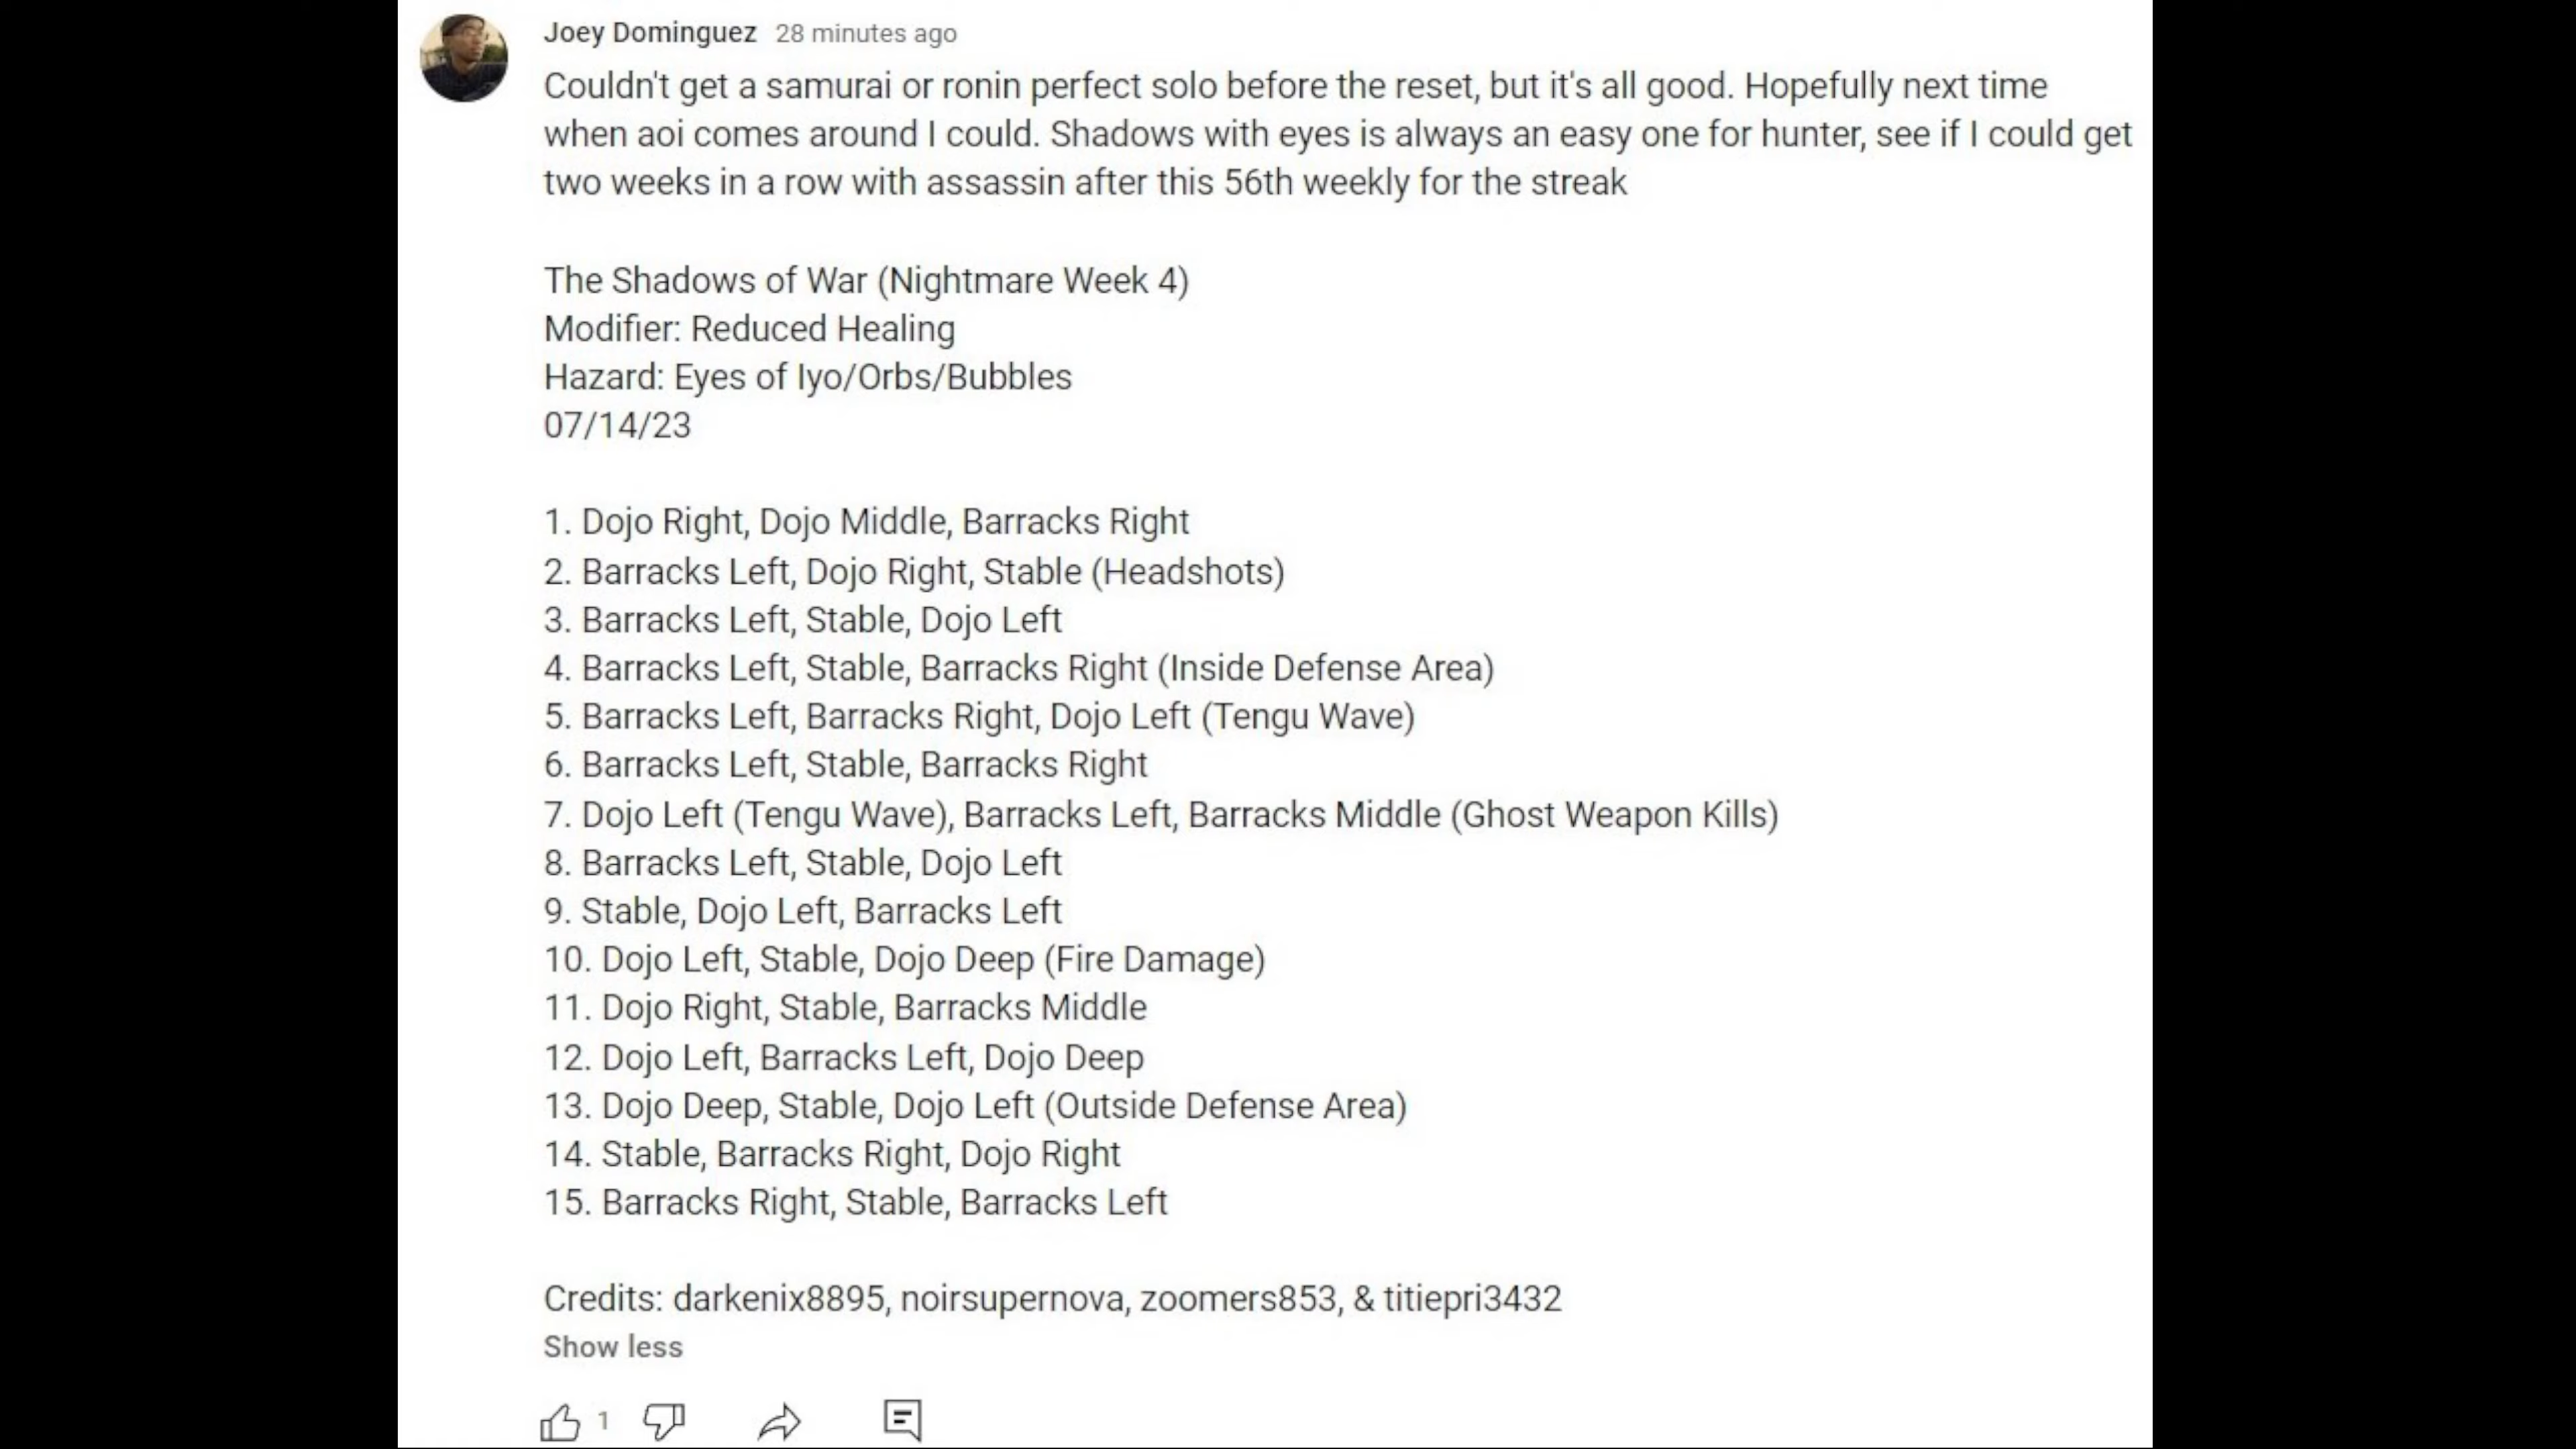 Joey Dominguez 28 minutes ago
Couldn't get a samurai or ronin perfect solo before the reset, but it's all good. Hopefully next time
when aoi comes around I could. Shadows with eyes is always an easy one for hunter, see if I could get
two weeks in a row with assassin after this 56th weekly for the streak
The Shadows of War (Nightmare Week 4)
Modifier: Reduced Healing
Hazard: Eyes of Iyo/Orbs/Bubbles
07/14/23
1. Dojo Right, Dojo Middle, Barracks Right
2. Barracks Left, Dojo Right, Stable (Headshots)
3. Barracks Left, Stable, Dojo Left
4. Barracks Left, Stable, Barracks Right (Inside Defense Area)
5. Barracks Left, Barracks Right, Dojo Left (Tengu Wave)
6. Barracks Left, Stable, Barracks Right
7. Dojo Left (Tengu Wave), Barracks Left, Barracks Middle (Ghost Weapon Kills)
8. Barracks Left, Stable, Dojo Left
9. Stable, Dojo Left, Barracks Left
10. Dojo Left, Stable, Dojo Deep (Fire Damage)
11. Dojo Right, Stable, Barracks Middle
12. Dojo Left, Barracks Left, Dojo Deep
13. Dojo Deep, Stable, Dojo Left (Outside Defense Area)
14. Stable, Barracks Right, Dojo Right
15. Barracks Right, Stable, Barracks Left
Credits: darkenix8895, noirsupernova, zoomers853, & titiepri3432
Show less
1